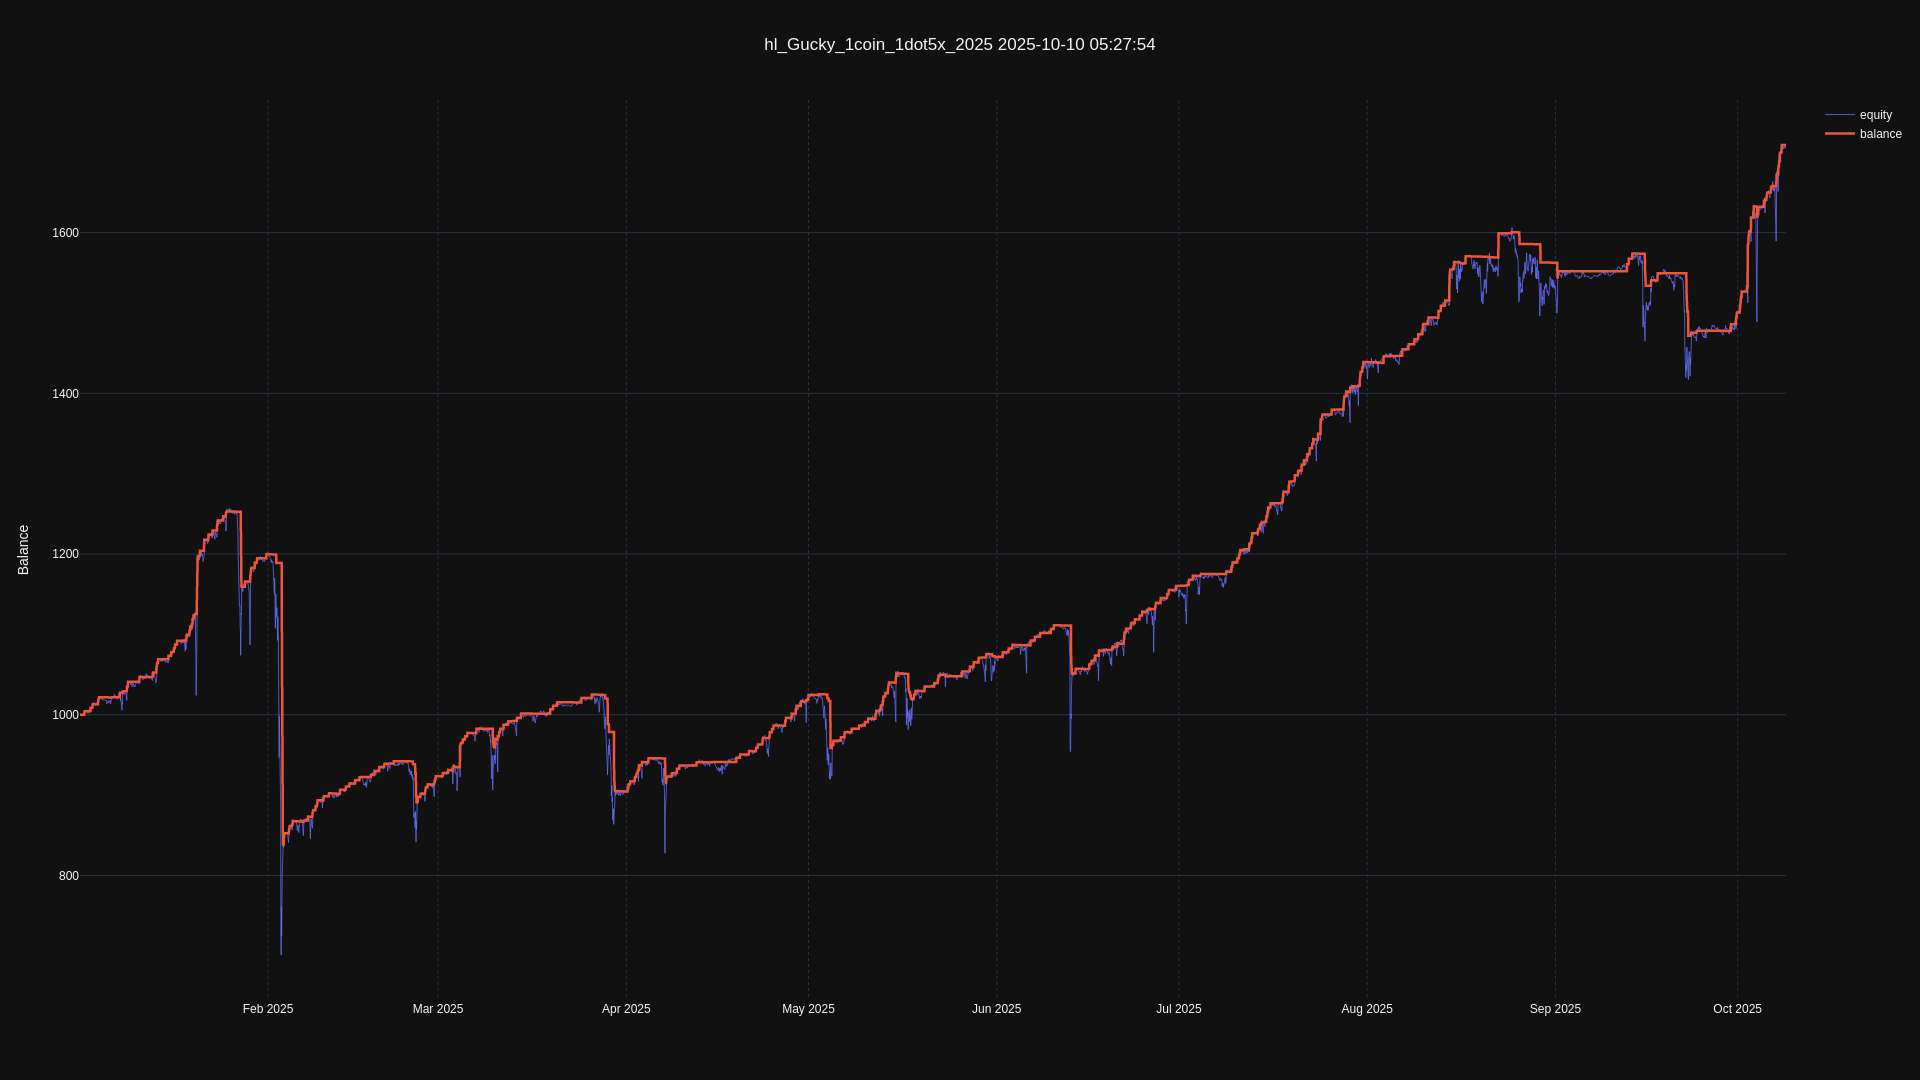 hl_Gucky_1coin_1dot5x_2025 2025-10-10 05:27:54
equity
balance
1600
1400
1200
1000
800
Balance
Feb 2025
Mar 2025
Apr 2025
May 2025
Jun 2025
Jul 2025
Aug 2025
Sep 2025
Oct 2025